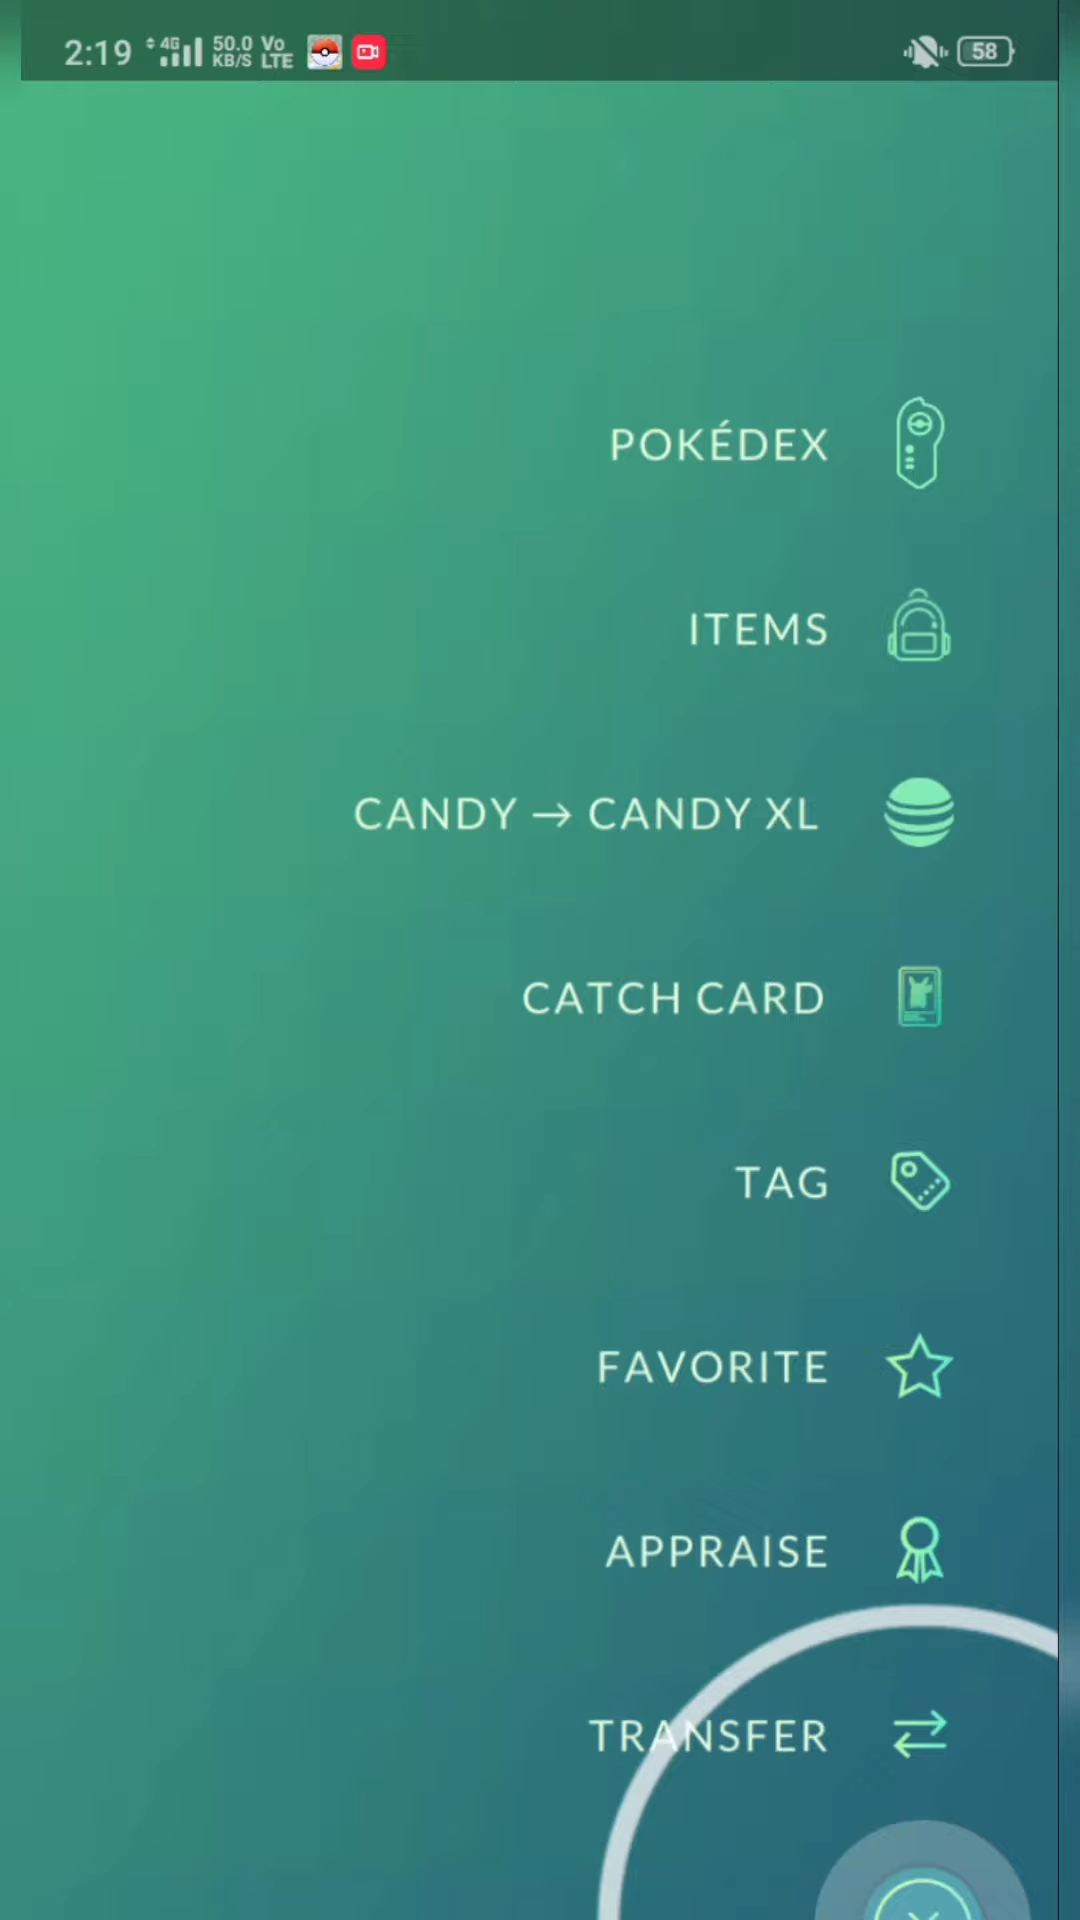 2:19 4G 50.0 KB/S Vo LTE 58
POKÉDEX
ITEMS
CANDY → CANDY XL
CATCH CARD
TAG
FAVORITE
APPRAISE
TRANSFER